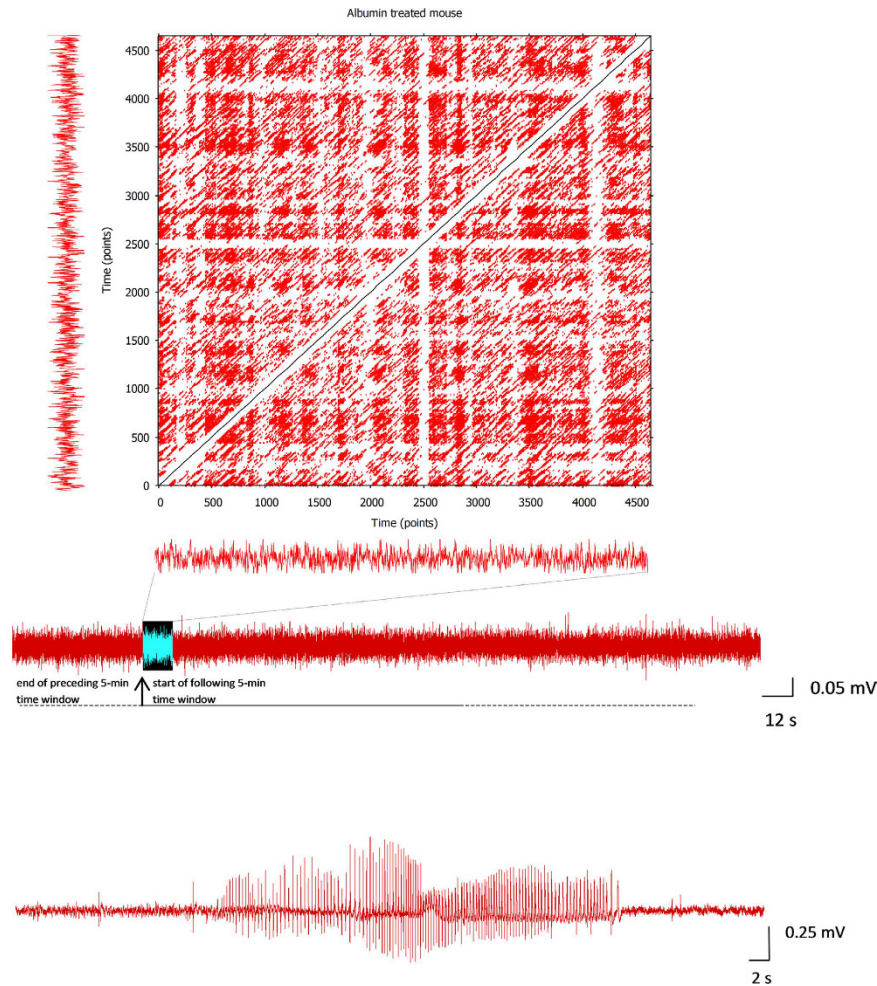 Albumin treated mouse
4500
4000
3500
3000
2500
2000
1500
1000
500
0
Time (points)
0 500 1000 1500 2000 2500 3000 3500 4000 4500
Time (points)
end of preceding 5-min
time window
start of following 5-min
time window
0.05 mV
12 s
0.25 mV
2 s